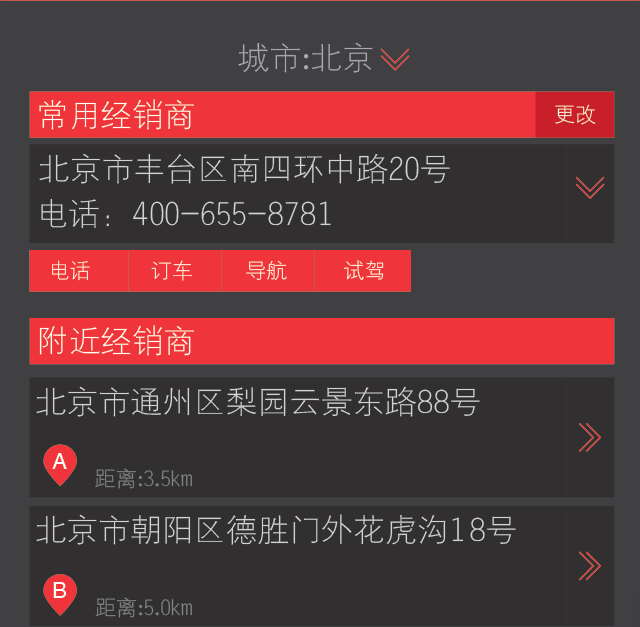 城市:北京
常用经销商 更改
北京市丰台区南四环中路20号
电话：400-655-8781
电话 订车 导航 试驾
附近经销商
北京市通州区梨园云景东路88号
A 距离:3.5km
北京市朝阳区德胜门外花虎沟18号
B 距离:5.0km